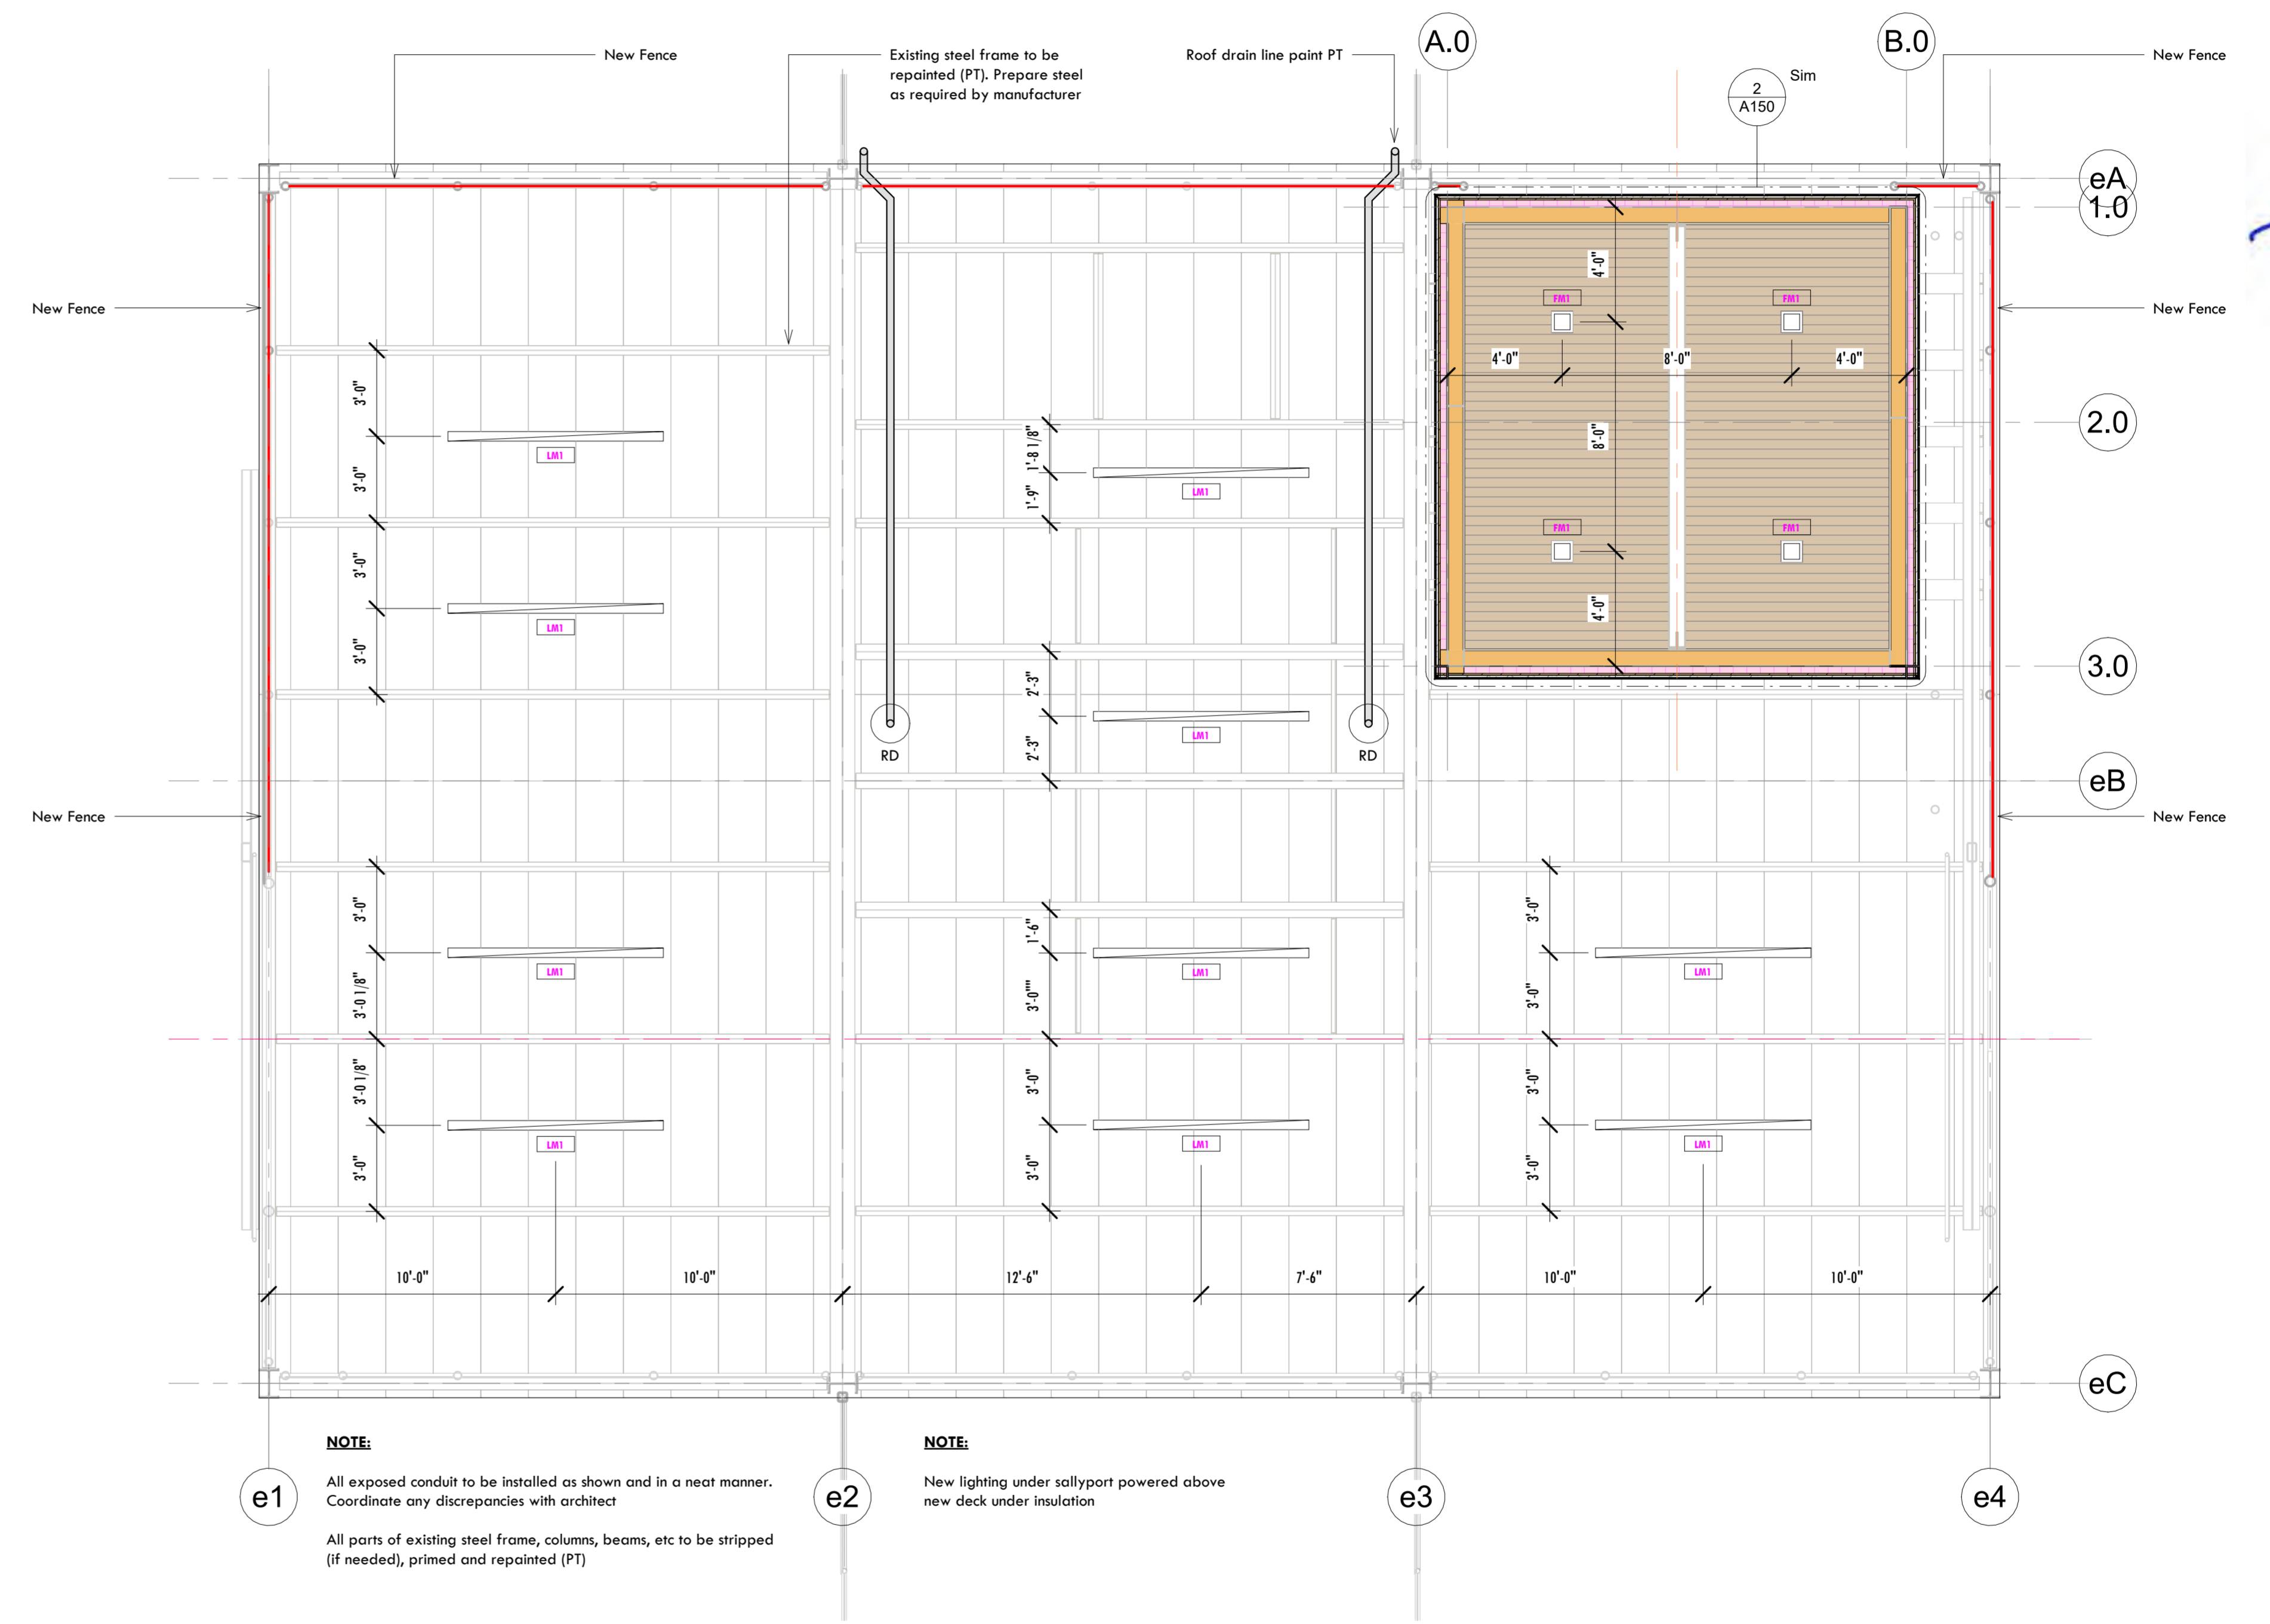 New Fence
Existing steel frame to be
repainted (PT). Prepare steel
as required by manufacturer
Roof drain line paint PT
A.0
B.0
New Fence
2
A150
Sim
eA
1.0
New Fence
New Fence
4'-0"
FM1
FM1
4'-0"
8'-0"
4'-0"
3'-0"
2.0
8'-0"
LM1
3'-0"
1'-8 1/8"
LM1
1'-9"
FM1
FM1
3'-0"
LM1
4'-0"
3'-0"
2'-3"
3.0
LM1
2'-3"
RD
RD
eB
New Fence
New Fence
3'-0"
1'-6"
3'-0"
LM1
LM1
LM1
3'-0 1/8"
3'-0""
3'-0"
3'-0 1/8"
3'-0"
3'-0"
LM1
LM1
LM1
3'-0"
3'-0"
3'-0"
10'-0"
10'-0"
12'-6"
7'-6"
10'-0"
10'-0"
eC
NOTE:
All exposed conduit to be installed as shown and in a neat manner.
Coordinate any discrepancies with architect
All parts of existing steel frame, columns, beams, etc to be stripped
(if needed), primed and repainted (PT)
NOTE:
New lighting under sallyport powered above
new deck under insulation
e1
e2
e3
e4